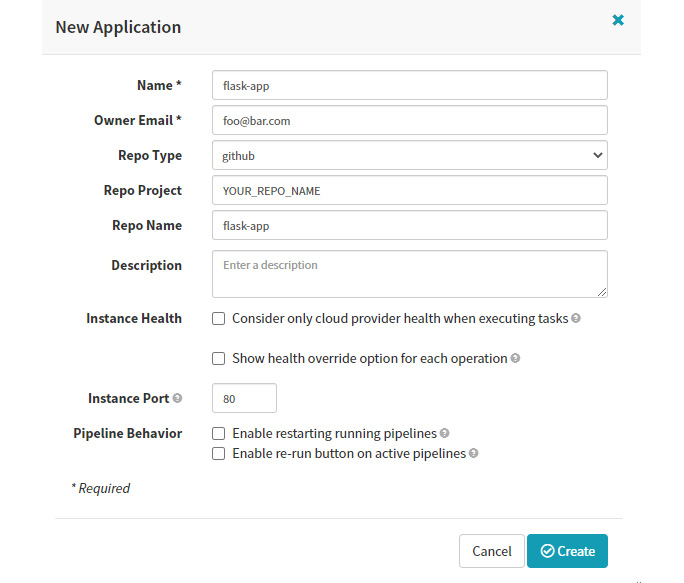 New Application
Name *
flask-app
Owner Email *
foo@bar.com
Repo Type
github
Repo Project
YOUR_REPO_NAME
Repo Name
flask-app
Description
Enter a description
Instance Health
Consider only cloud provider health when executing tasks
Show health override option for each operation
Instance Port
80
Pipeline Behavior
Enable restarting running pipelines
Enable re-run button on active pipelines
* Required
Cancel
Create